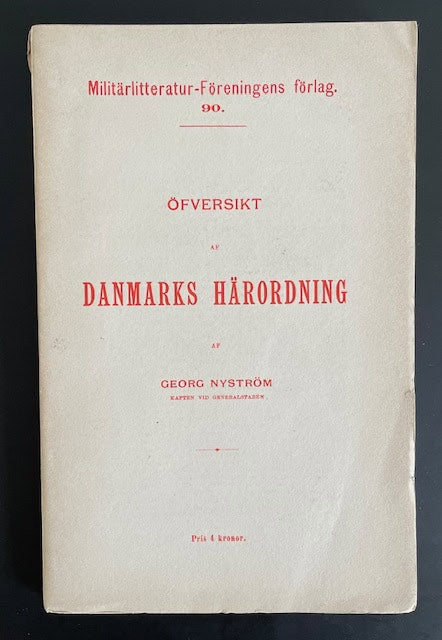 Militärlitteratur-Föreningens förlag.
90.
ÖFVERSIKT
AF
DANMARKS HÄRORDNING
AF
GEORG NYSTRÖM
KAPTEN VID GENERALSTABEN
Pris 4 kronor.